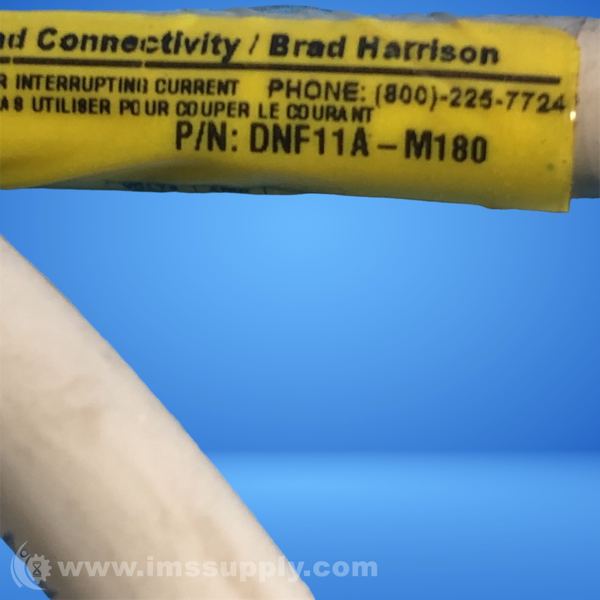 Connectivity / Brad Harrison
INTERRUPTING CURRENT PHONE: (800)-225-7724
UTILISER POUR COUPER LE COURANT
P/N: DNF11A-M180
www.imssupply.com